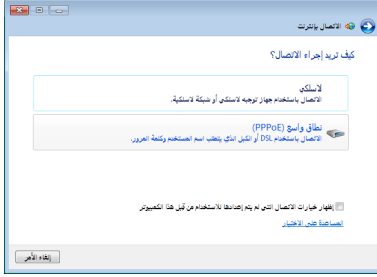 الاتصال بإنترنت
كيف تريد إجراء الاتصال؟
لاسلكي
الاتصال باستخدام جهاز توجيه لاسلكي أو شبكة لاسلكية.
نطاق واسع (PPPoE)
الاتصال باستخدام DSL أو الكبل الذي يتطلب اسم المستخدم وكلمة المرور.
إظهار خيارات الاتصال التي لم يتم إعدادها للاستخدام من قبل هذا الكمبيوتر
المساعدة على الاختيار
إلغاء الأمر